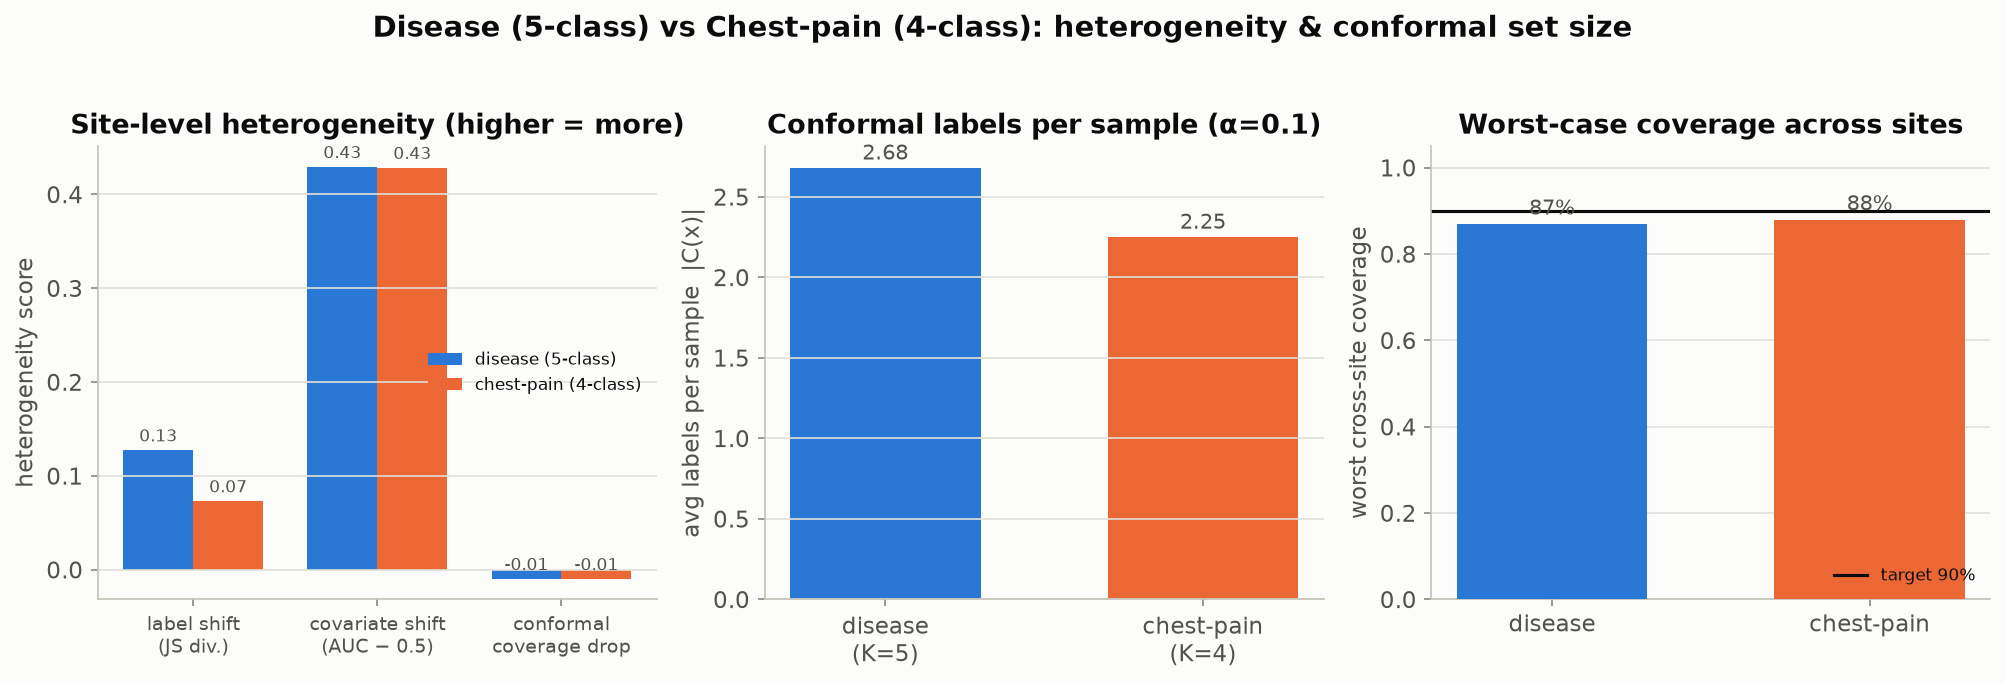 Disease (5-class) vs Chest-pain (4-class): heterogeneity & conformal set size
Site-level heterogeneity (higher = more)
heterogeneity score
0.4
0.3
0.2
0.1
0.0
0.13
0.07
0.43
0.43
-0.01
-0.01
disease (5-class)
chest-pain (4-class)
label shift
(JS div.)
covariate shift
(AUC − 0.5)
conformal
coverage drop
Conformal labels per sample (α=0.1)
avg labels per sample |C(x)|
2.5
2.0
1.5
1.0
0.5
0.0
2.68
2.25
disease
(K=5)
chest-pain
(K=4)
Worst-case coverage across sites
worst cross-site coverage
1.0
0.8
0.6
0.4
0.2
0.0
87%
88%
target 90%
disease
chest-pain